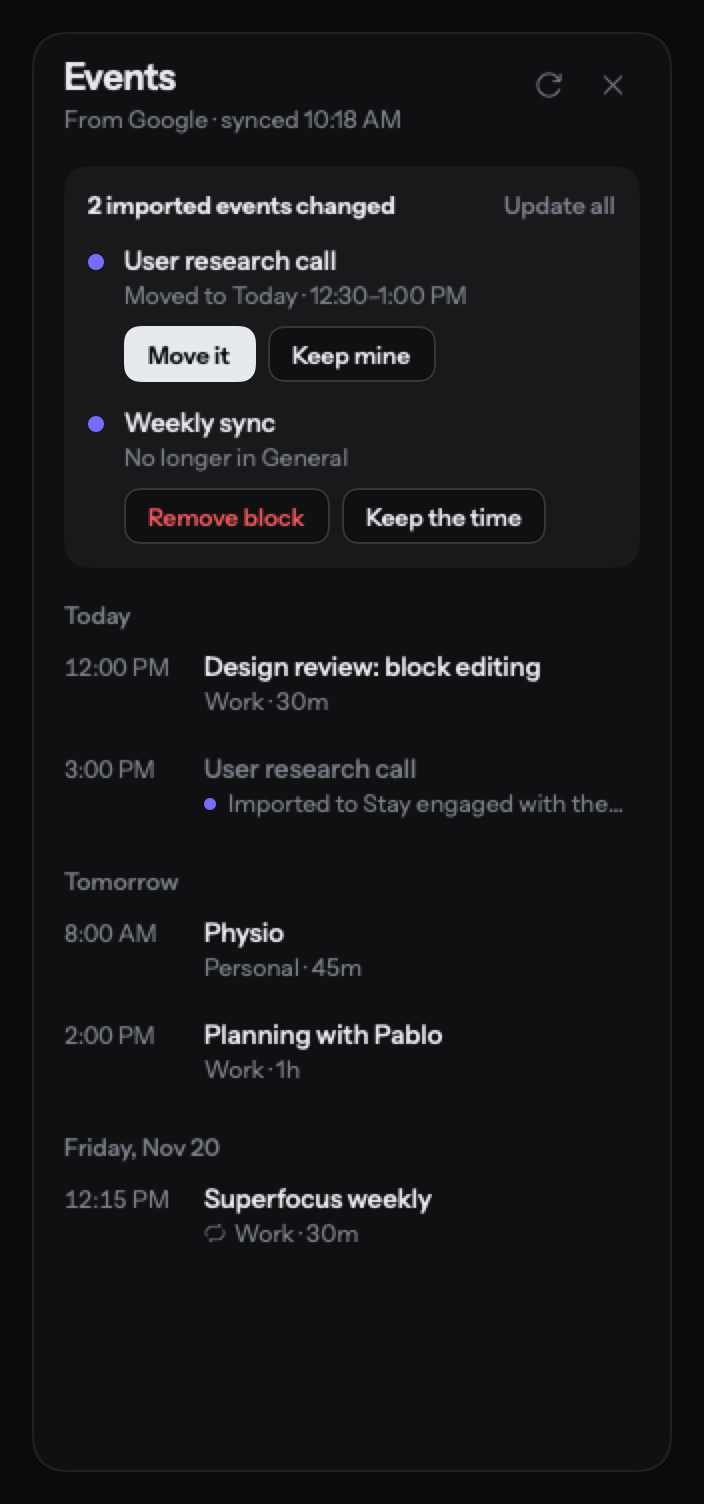 Events
From Google · synced 10:18 AM
2 imported events changed
Update all
User research call
Moved to Today · 12:30–1:00 PM
Move it
Keep mine
Weekly sync
No longer in General
Remove block
Keep the time
Today
12:00 PM
Design review: block editing
Work · 30m
3:00 PM
User research call
Imported to Stay engaged with the...
Tomorrow
8:00 AM
Physio
Personal · 45m
2:00 PM
Planning with Pablo
Work · 1h
Friday, Nov 20
12:15 PM
Superfocus weekly
Work · 30m